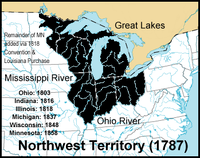 Great Lakes
Remainder of MN
added via 1818
Convention &
Louisiana Purchase
Mississippi River
Ohio: 1803
Indiana: 1816
Illinois: 1818
Michigan: 1837
Wisconsin: 1848
Minnesota: 1858
Ohio River
Northwest Territory (1787)